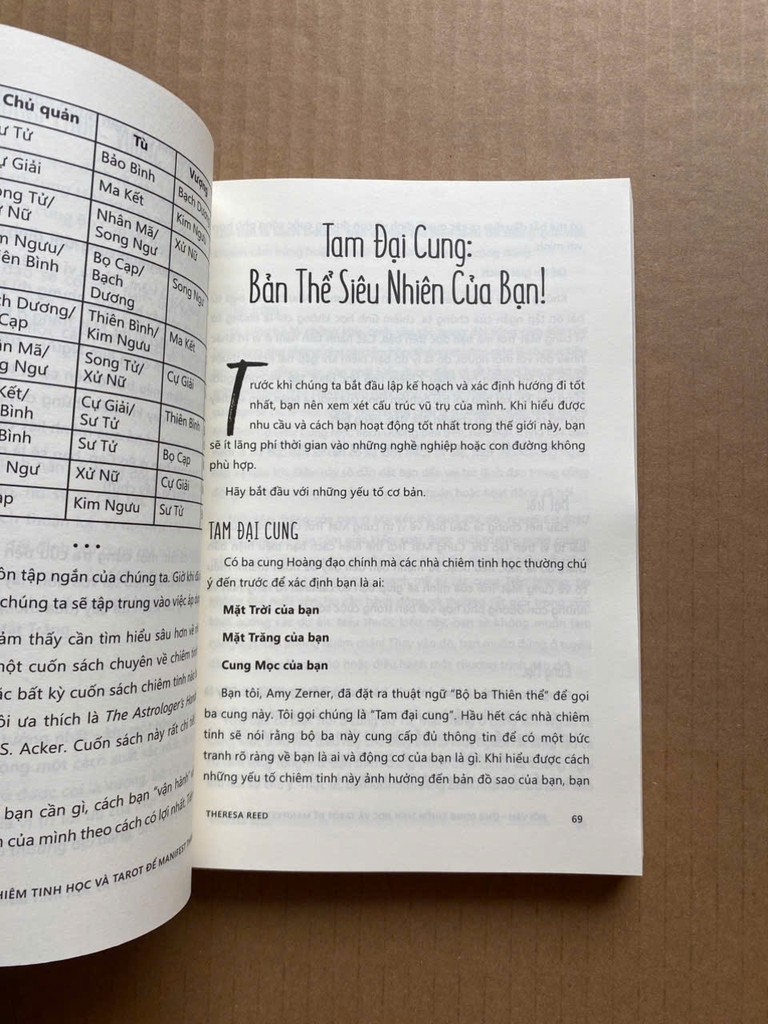 Chủ quản Tù Vượng
Tử Bảo Bình Bạch Dương
Giải Ma Kết Kim Ngưu
Tử/ Nữ Nhân Mã/ Song Ngư Xử Nữ
Ngưu/ Bình Bọ Cạp/ Bạch Dương Song Ngư
Dương/ Cạp Thiên Bình/ Kim Ngưu Ma Kết
Mã/ Ngư Song Tử/ Xử Nữ Cự Giải
Kết/ Bình Cự Giải/ Sư Tử Thiên Bình
Bình Sư Tử Bọ Cạp
Ngư Xử Nữ Cự Giải
Kim Ngưu Sư Tử
• • •
ôn tập ngắn của chúng ta. Giờ khi
chúng ta sẽ tập trung vào việc áp
thấy cần tìm hiểu sâu hơn về
một cuốn sách chuyên về chiêm
bất kỳ cuốn sách chiêm tinh
ưa thích là The Astrologer's
S. Acker. Cuốn sách này rất chi
bạn cần gì, cách bạn "vận hành"
của mình theo cách có lợi nhất.
TINH HỌC VÀ TAROT ĐỂ MANIFEST
Tam Đại Cung:
Bản Thể Siêu Nhiên Của Bạn!
Trước khi chúng ta bắt đầu lập kế hoạch và xác định hướng đi tốt
nhất, bạn nên xem xét cấu trúc vũ trụ của mình. Khi hiểu được
nhu cầu và cách bạn hoạt động tốt nhất trong thế giới này, bạn
sẽ ít lãng phí thời gian vào những nghề nghiệp hoặc con đường không
phù hợp.
Hãy bắt đầu với những yếu tố cơ bản.
TAM ĐẠI CUNG
Có ba cung Hoàng đạo chính mà các nhà chiêm tinh học thường chú
ý đến trước để xác định bạn là ai:
Mặt Trời của bạn
Mặt Trăng của bạn
Cung Mọc của bạn
Bạn tôi, Amy Zerner, đã đặt ra thuật ngữ "Bộ ba Thiên thể" để gọi
ba cung này. Tôi gọi chúng là "Tam đại cung". Hầu hết các nhà chiêm
tinh sẽ nói rằng bộ ba này cung cấp đủ thông tin để có một bức
tranh rõ ràng về bạn là ai và động cơ của bạn là gì. Khi hiểu được cách
những yếu tố chiêm tinh này ảnh hưởng đến bản đồ sao của bạn, bạn
THERESA REED 69